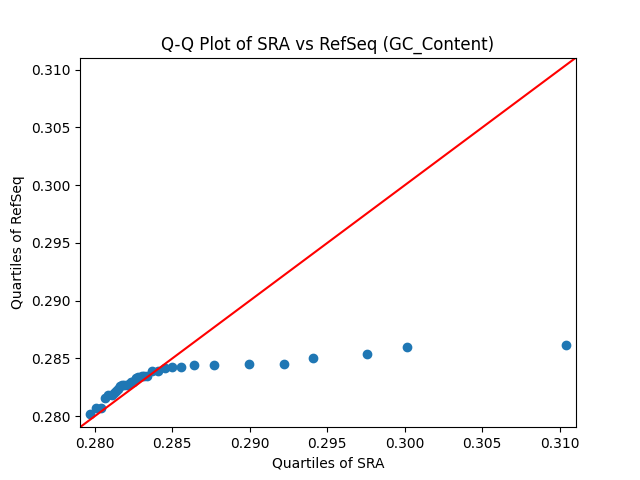 Q-Q Plot of SRA vs RefSeq (GC_Content)
0.310
0.305
0.300
0.295
0.290
0.285
0.280
Quartiles of RefSeq
0.280 0.285 0.290 0.295 0.300 0.305 0.310
Quartiles of SRA